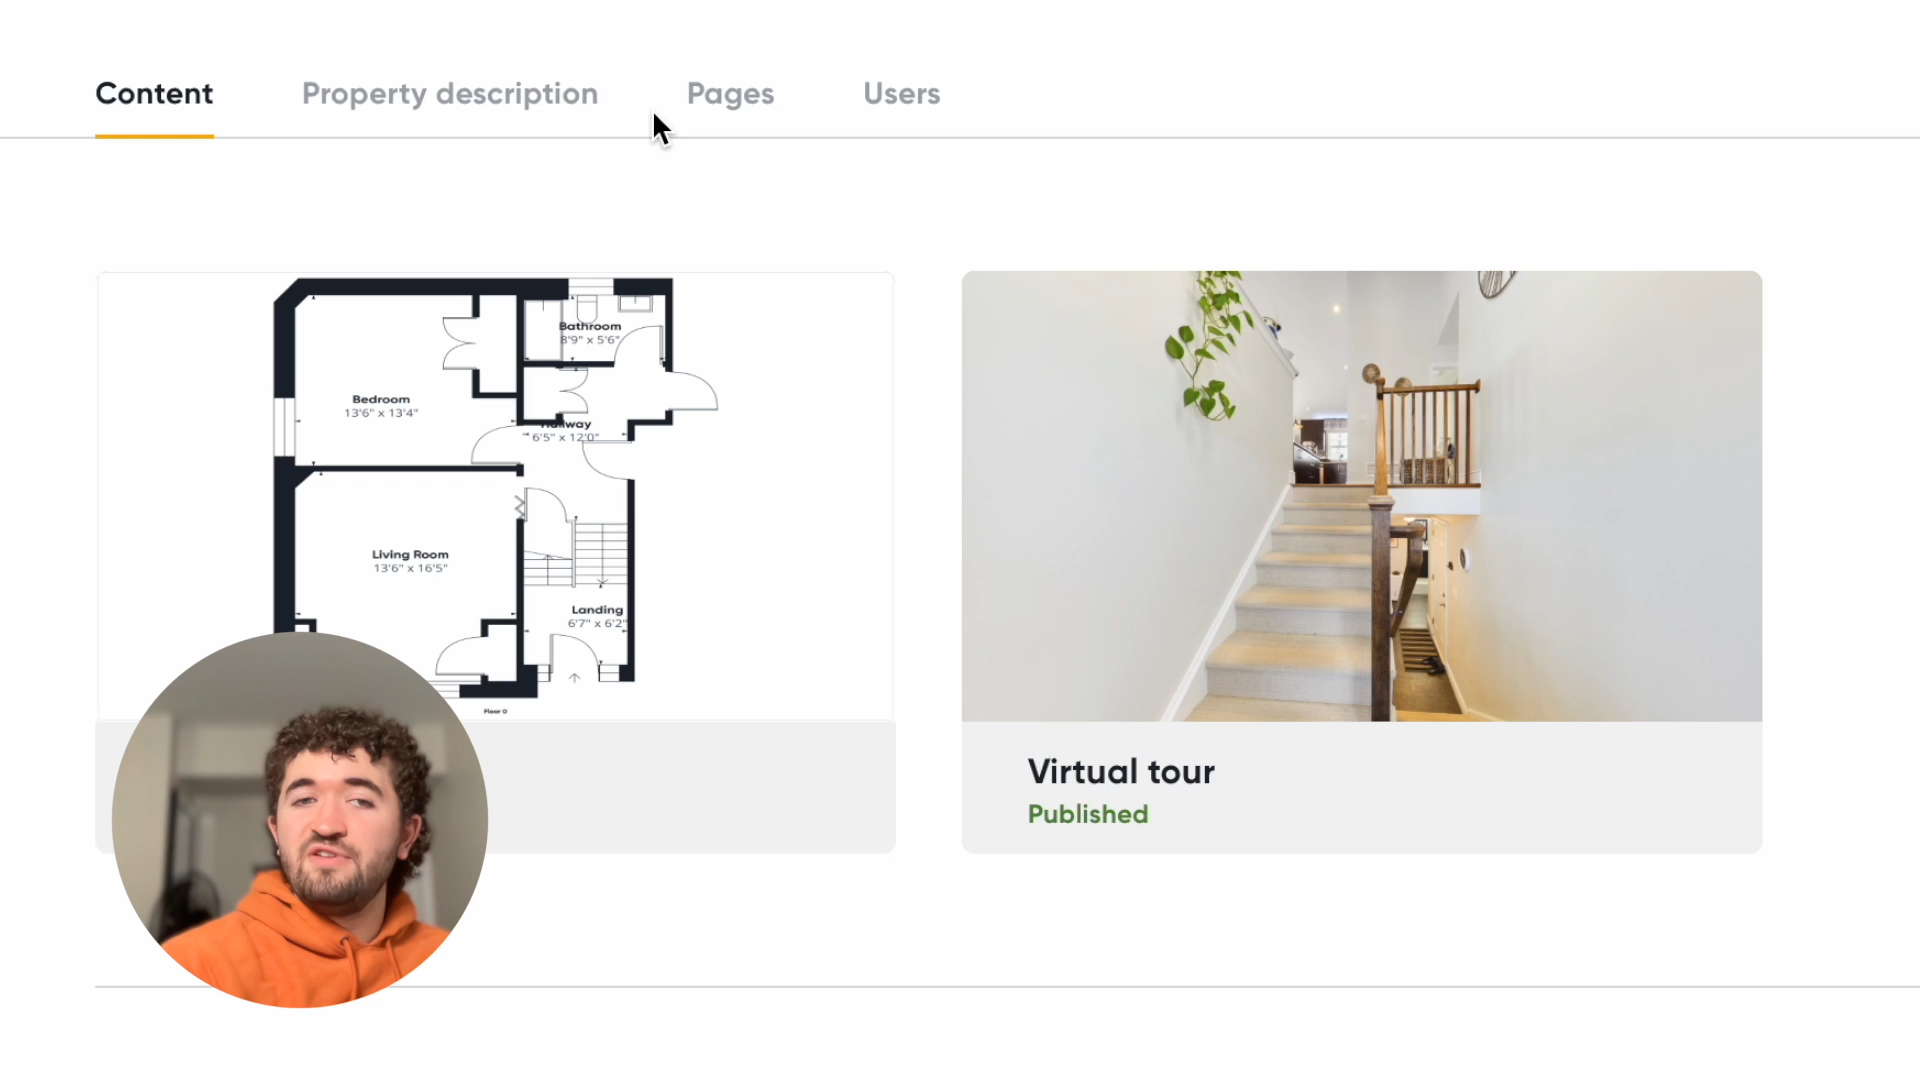 Content
Property description
Pages
Users
Bathroom
8'9" x 5'6"
Bedroom
13'6" x 13'4"
Hallway
6'5" x 12'0"
Living Room
13'6" x 16'5"
Landing
6'7" x 6'2"
Floor 0
Virtual tour
Published